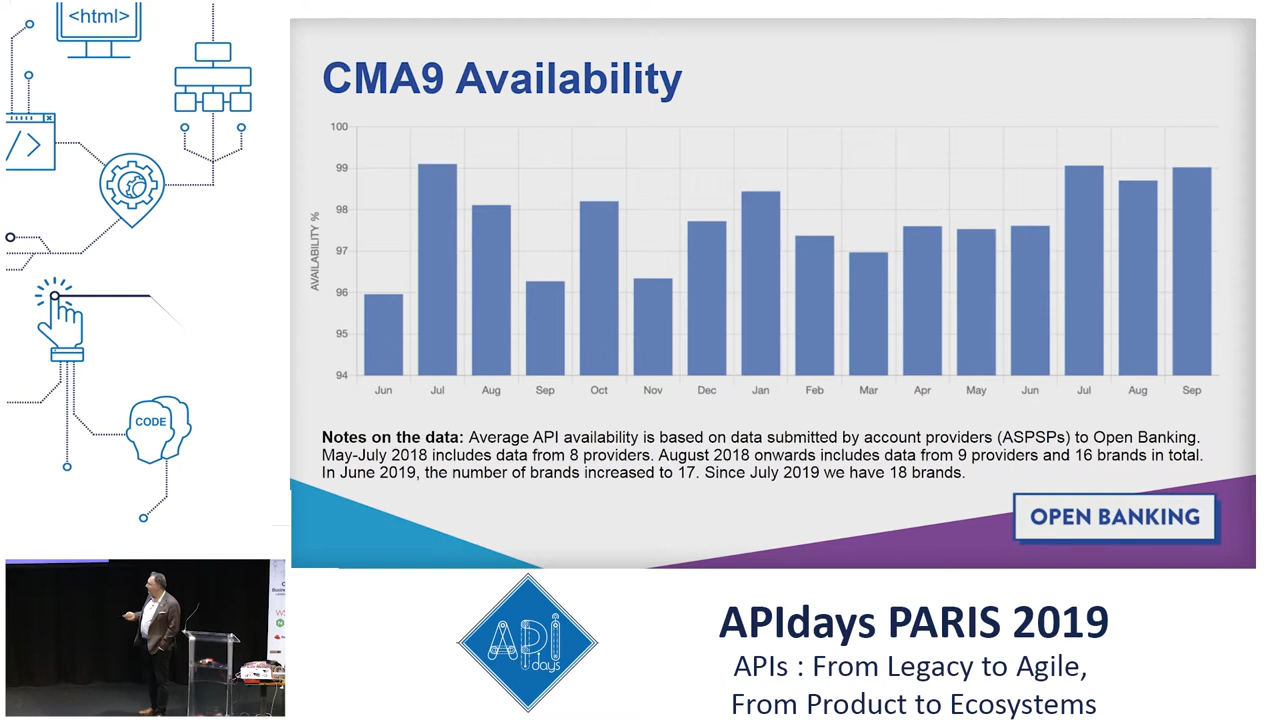 <html>
</>
CODE
CMA9 Availability
AVAILABILITY %
100
99
98
97
96
95
94
Jun Jul Aug Sep Oct Nov Dec Jan Feb Mar Apr May Jun Jul Aug Sep
Notes on the data: Average API availability is based on data submitted by account providers (ASPSPs) to Open Banking.
May-July 2018 includes data from 8 providers. August 2018 onwards includes data from 9 providers and 16 brands in total.
In June 2019, the number of brands increased to 17. Since July 2019 we have 18 brands.
OPEN BANKING
API
days
APIdays PARIS 2019
APIs : From Legacy to Agile,
From Product to Ecosystems